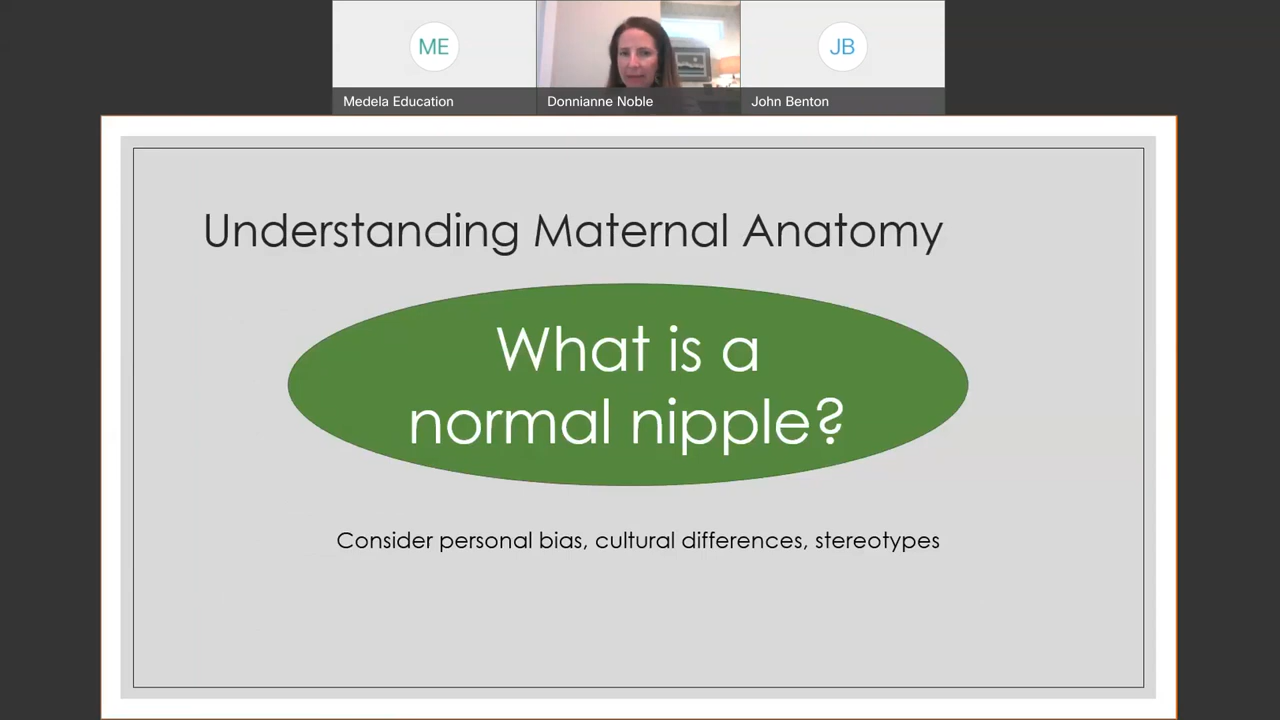 ME
JB
Medela Education
Donnianne Noble
John Benton
Understanding Maternal Anatomy
What is a
normal nipple?
Consider personal bias, cultural differences, stereotypes